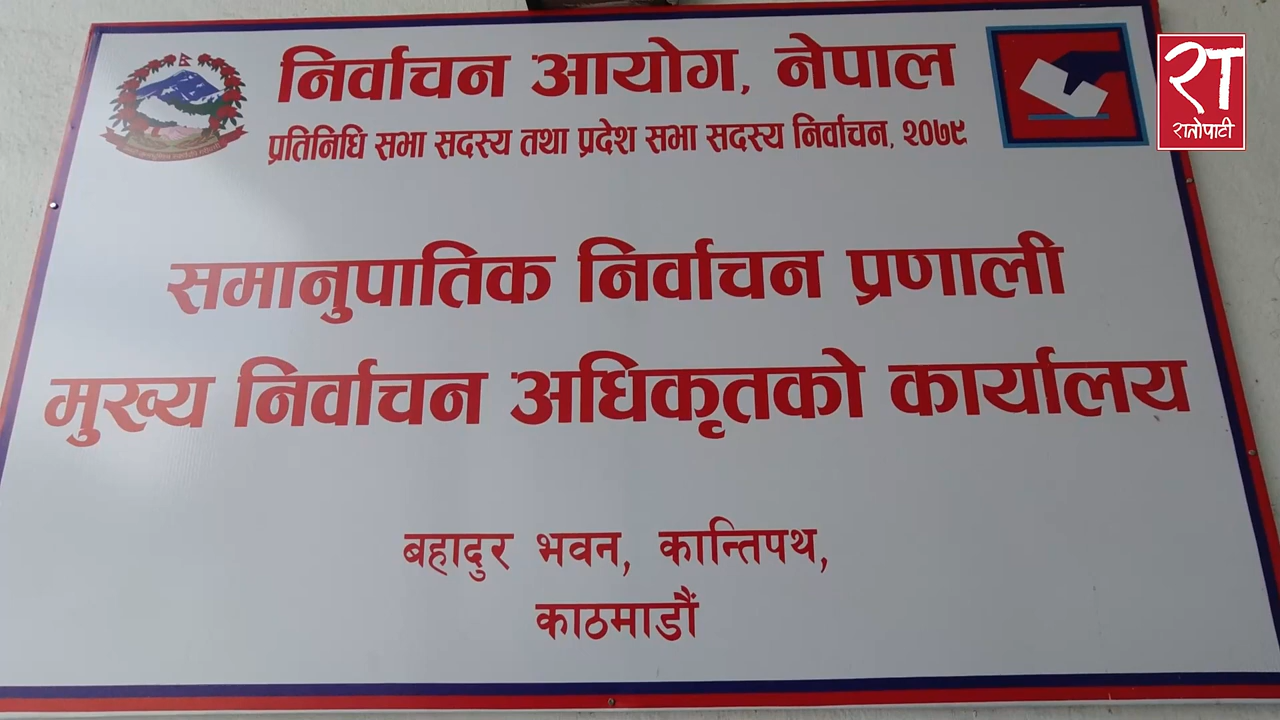 निर्वाचन आयोग, नेपाल
प्रतिनिधि सभा सदस्य तथा प्रदेश सभा सदस्य निर्वाचन, २०७९
समानुपातिक निर्वाचन प्रणाली
मुख्य निर्वाचन अधिकृतको कार्यालय
बहादुर भवन, कान्तिपथ,
काठमाडौं
रा
रातोपाटी